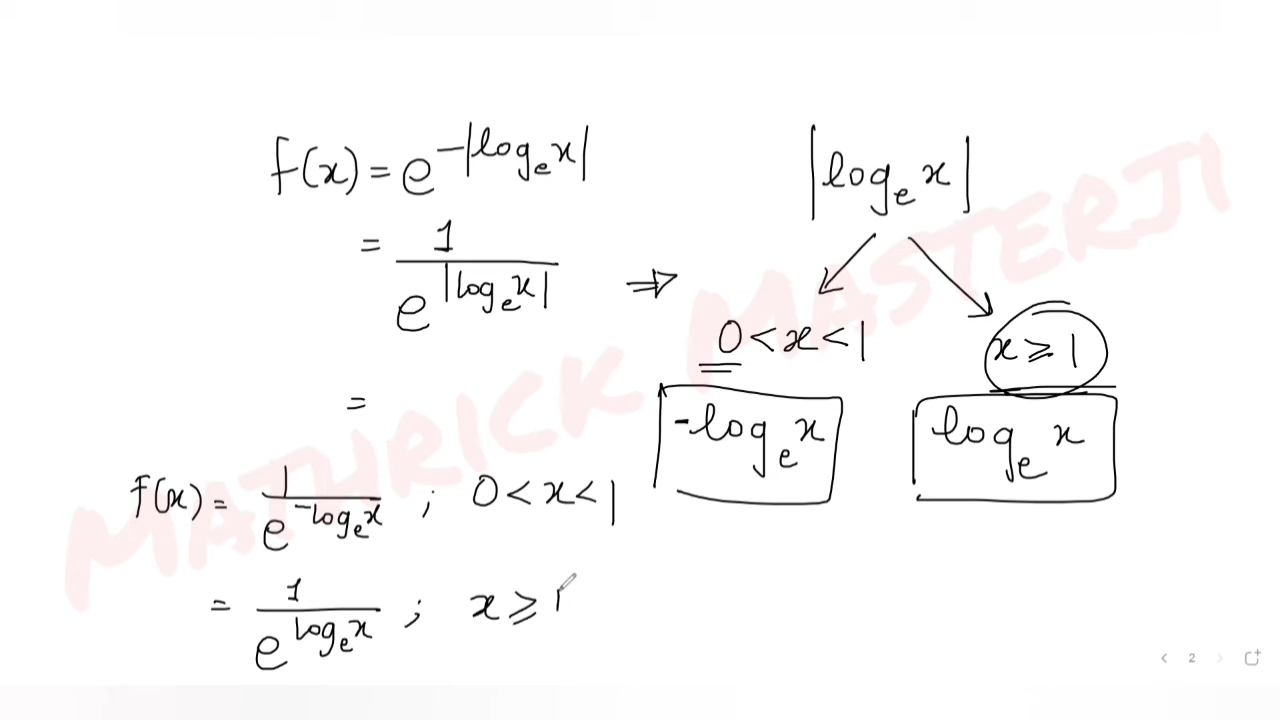 f(x) = e^{-|log_e x|}
= 1 / e^{|log_e x|} ⇒
=
|log_e x|
0 < x < 1
-log_e x
x ≥ 1
log_e x
f(x) = 1 / e^{-log_e x} ; 0 < x < 1
= 1 / e^{log_e x} ; x ≥ 1
MATHRICK MASTERJI
< 2 >